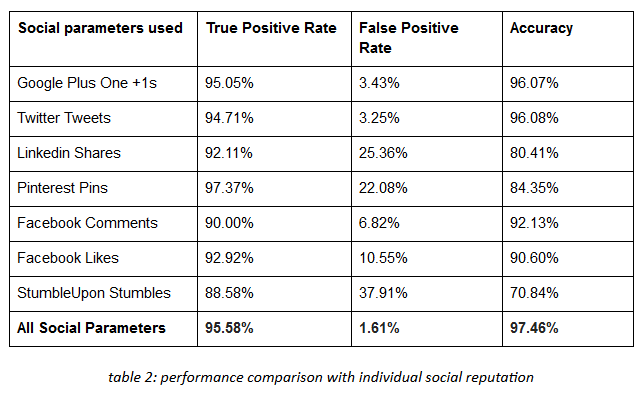 Social parameters used True Positive Rate False Positive Rate Accuracy
Google Plus One +1s 95.05% 3.43% 96.07%
Twitter Tweets 94.71% 3.25% 96.08%
Linkedin Shares 92.11% 25.36% 80.41%
Pinterest Pins 97.37% 22.08% 84.35%
Facebook Comments 90.00% 6.82% 92.13%
Facebook Likes 92.92% 10.55% 90.60%
StumbleUpon Stumbles 88.58% 37.91% 70.84%
All Social Parameters 95.58% 1.61% 97.46%
table 2: performance comparison with individual social reputation